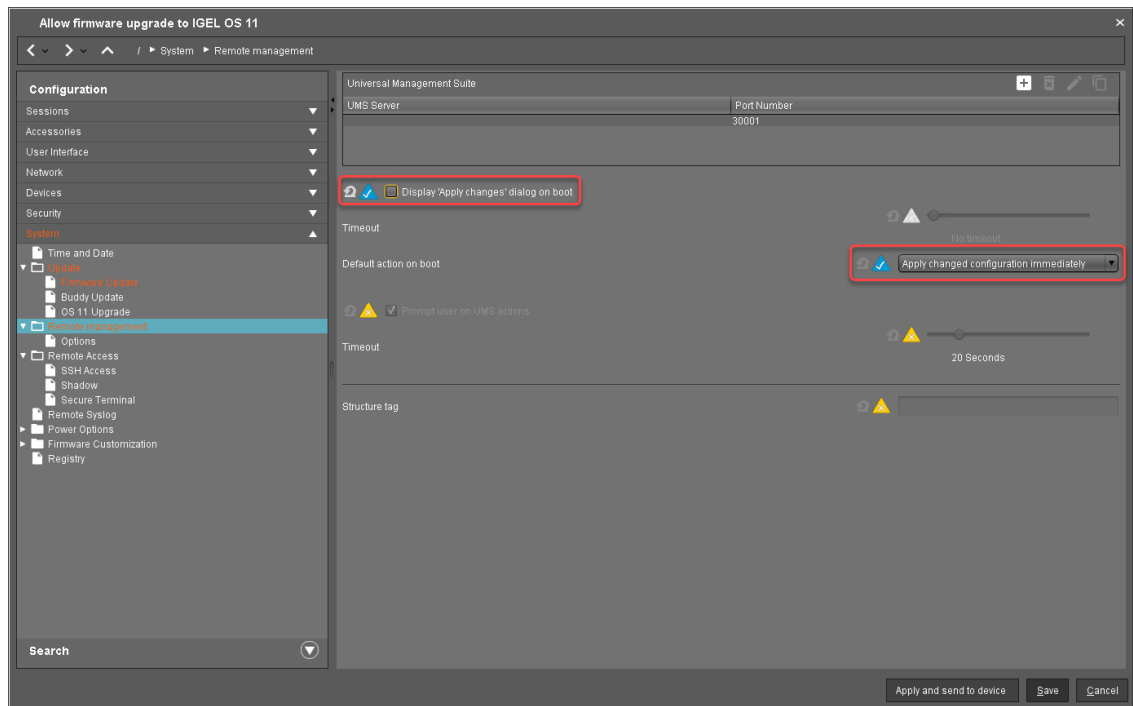 Allow firmware upgrade to IGEL OS 11
/ System Remote management
Configuration
Sessions
Accessories
User Interface
Network
Devices
Security
System
Time and Date
Update
Firmware Update
Buddy Update
OS 11 Upgrade
Remote management
Options
Remote Access
SSH Access
Shadow
Secure Terminal
Remote Syslog
Power Options
Firmware Customization
Registry
Search
Universal Management Suite
UMS Server Port Number
30001
Display 'Apply changes' dialog on boot
Timeout
No timeout
Default action on boot Apply changed configuration immediately
Prompt user on UMS actions
Timeout
20 Seconds
Structure tag
Apply and send to device Save Cancel